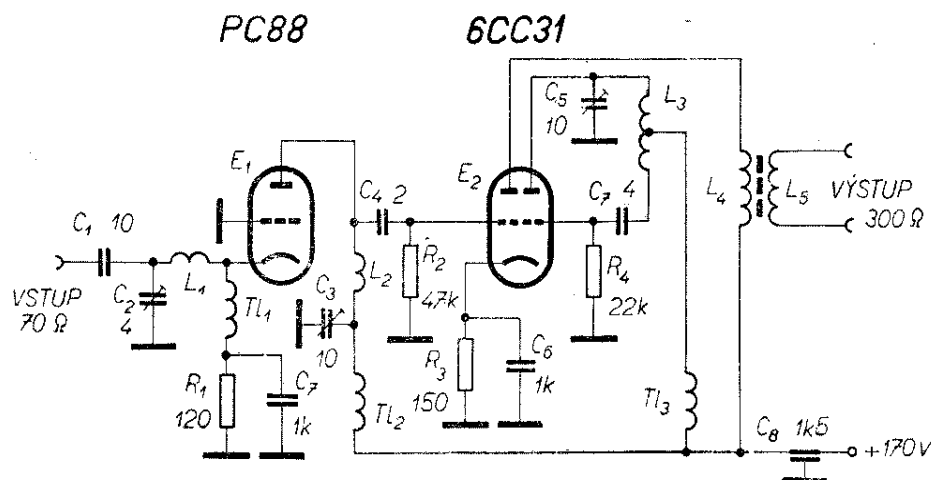 PC88 6CC31
E₁
C₁ 10
VSTUP
70 Ω
C₂
4
L₁
Tl₁
R₁
120
C₇
1k
C₃
10
L₂
Tl₂
C₄ 2
R₂
47k
E₂
R₃
150
C₆
1k
C₅
10
L₃
C₇ 4
R₄
22k
Tl₃
L₄
L₅
VÝSTUP
300 Ω
C₈ 1k5
+170V